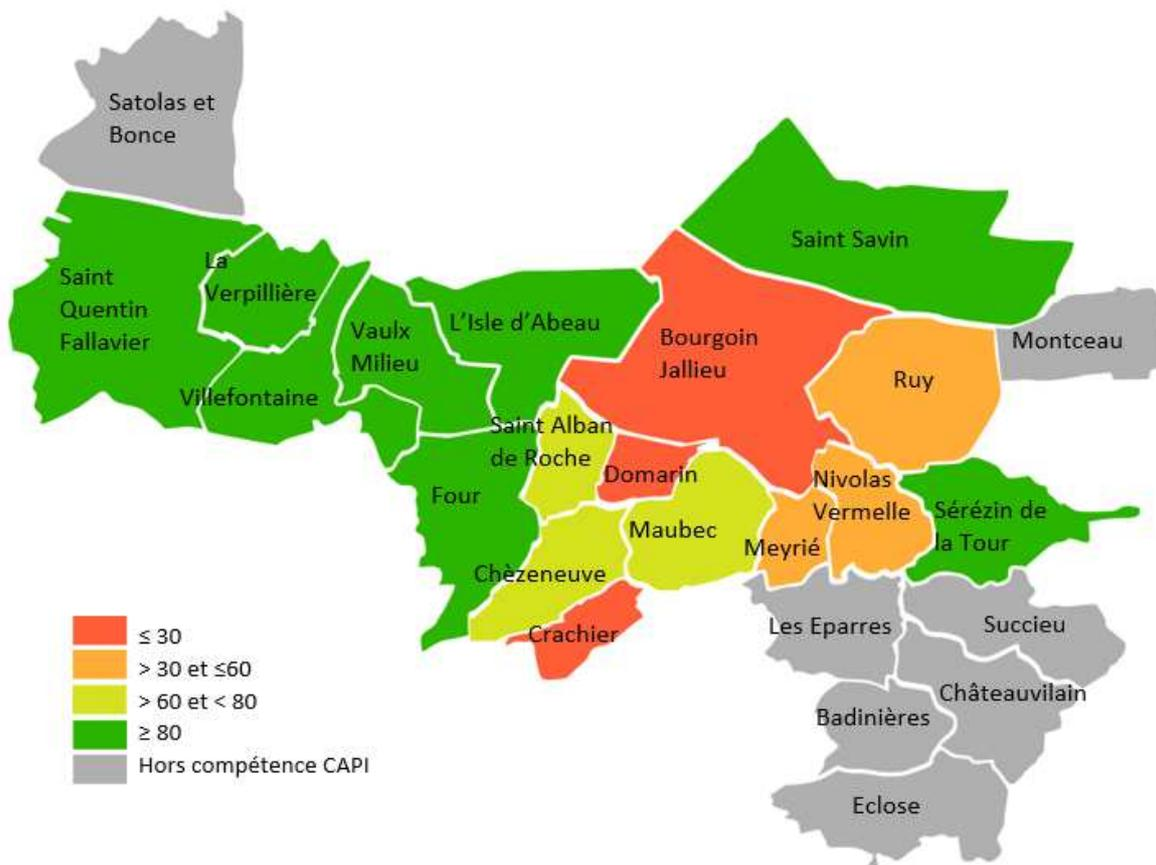 Satolas et
Bonce
Saint Savin
La
Verpillière
Saint
Quentin
Fallavier
L'Isle d'Abeau
Vaulx
Milieu
Bourgoin
Jallieu
Montceau
Ruy
Villefontaine
Saint Alban
de Roche
Domarin
Nivolas
Vermelle
Four
Sérézin de
la Tour
Maubec
Meyrié
Chèzeneuve
Crachier
Les Eparres
Succieu
Châteauvilain
Badinières
Eclose
≤ 30
> 30 et ≤60
> 60 et < 80
≥ 80
Hors compétence CAPI